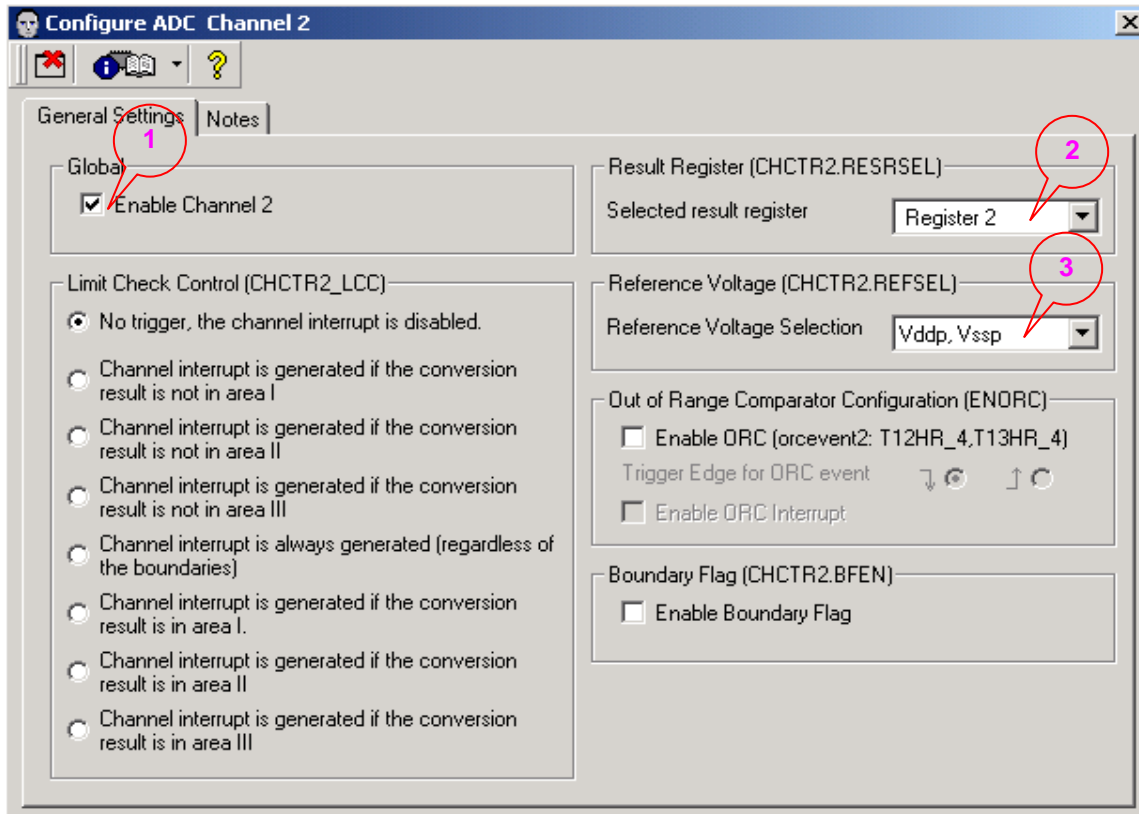 Configure ADC Channel 2
General Settings
Notes
1
Global
Enable Channel 2
Limit Check Control (CHCTR2_LCC)
No trigger, the channel interrupt is disabled.
Channel interrupt is generated if the conversion
result is not in area I
Channel interrupt is generated if the conversion
result is not in area II
Channel interrupt is generated if the conversion
result is not in area III
Channel interrupt is always generated (regardless of
the boundaries)
Channel interrupt is generated if the conversion
result is in area I.
Channel interrupt is generated if the conversion
result is in area II
Channel interrupt is generated if the conversion
result is in area III
2
Result Register (CHCTR2.RESRSEL)
Selected result register
Register 2
3
Reference Voltage (CHCTR2.REFSEL)
Reference Voltage Selection
Vddp, Vssp
Out of Range Comparator Configuration (ENORC)
Enable ORC (orcevent2: T12HR_4,T13HR_4)
Trigger Edge for ORC event
Enable ORC Interrupt
Boundary Flag (CHCTR2.BFEN)
Enable Boundary Flag